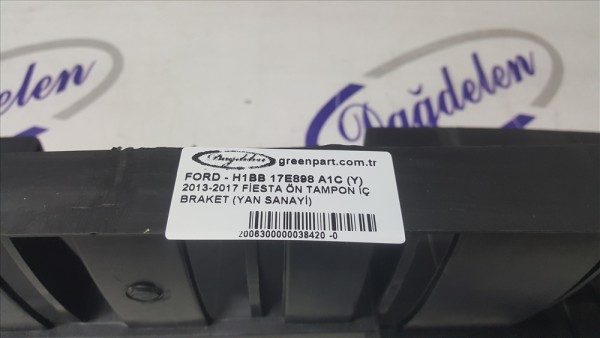 Dağdelen
Dağdelen
Dağdelen greenpart.com.tr
FORD - H1BB 17E898 A1C (Y)
2013-2017 FİESTA ÖN TAMPON İÇ
BRAKET (YAN SANAYİ)
2006300000038420 -0